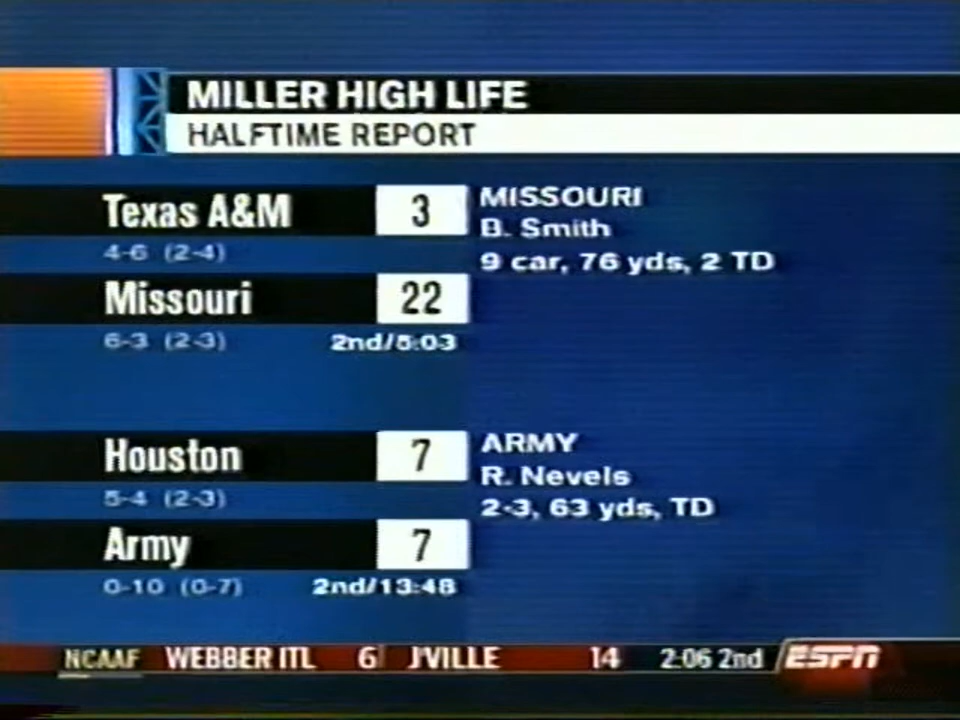 MILLER HIGH LIFE
HALFTIME REPORT
Texas A&M 3
4-6 (2-4)
Missouri 22
6-3 (2-3) 2nd/5:03
MISSOURI
B. Smith
9 car, 76 yds, 2 TD
Houston 7
5-4 (2-3)
Army 7
0-10 (0-7) 2nd/13:48
ARMY
R. Nevels
2-3, 63 yds, TD
NCAAF WEBBER ITL 6 J'VILLE 14 2:06 2nd ESPN